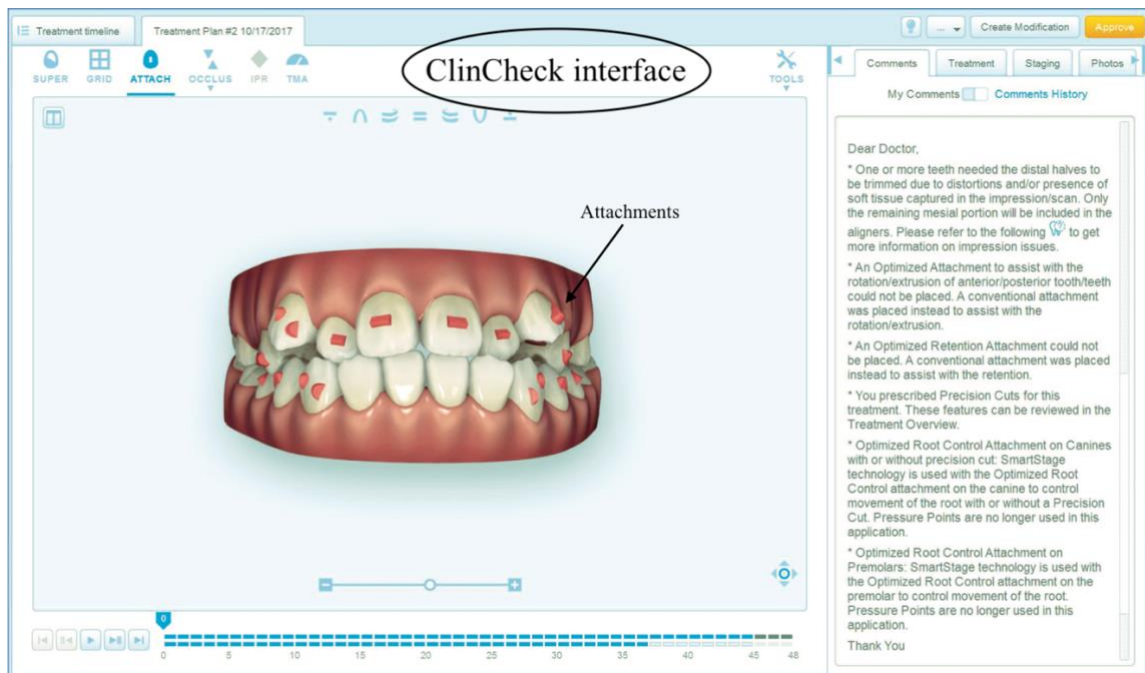 Treatment timeline
Treatment Plan #2 10/17/2017
...
Create Modification
Approve
SUPER
GRID
ATTACH
OCCLUS
IPR
TMA
ClinCheck interface
TOOLS
Comments
Treatment
Staging
Photos
My Comments
Comments History
Attachments
Dear Doctor,
* One or more teeth needed the distal halves to
be trimmed due to distortions and/or presence of
soft tissue captured in the impression/scan. Only
the remaining mesial portion will be included in the
aligners. Please refer to the following to get
more information on impression issues.
* An Optimized Attachment to assist with the
rotation/extrusion of anterior/posterior tooth/teeth
could not be placed. A conventional attachment
was placed instead to assist with the
rotation/extrusion.
* An Optimized Retention Attachment could not
be placed. A conventional attachment was placed
instead to assist with the retention.
* You prescribed Precision Cuts for this
treatment. These features can be reviewed in the
Treatment Overview.
* Optimized Root Control Attachment on Canines
with or without precision cut: SmartStage
technology is used with the Optimized Root
Control attachment on the canine to control
movement of the root with or without a Precision
Cut. Pressure Points are no longer used in this
application.
* Optimized Root Control Attachment on
Premolars: SmartStage technology is used with
the Optimized Root Control attachment on the
premolar to control movement of the root.
Pressure Points are no longer used in this
application.
Thank You
0
0 5 10 15 20 25 30 35 40 45 48